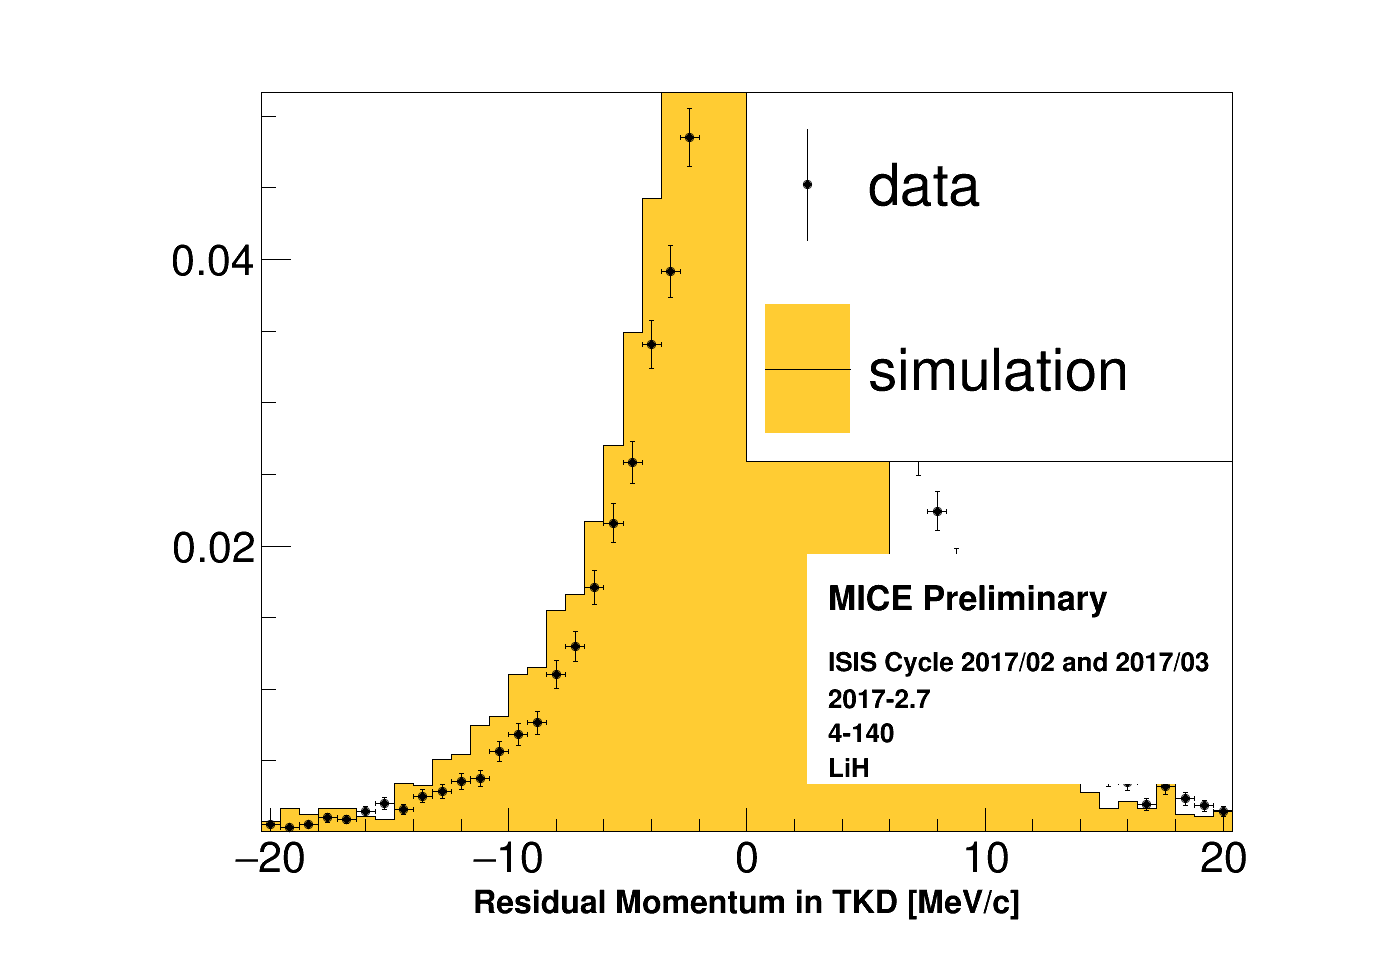 data
0.04
simulation
0.02
MICE Preliminary
ISIS Cycle 2017/02 and 2017/03
2017-2.7
4-140
LiH
−20 −10 0 10 20
Residual Momentum in TKD [MeV/c]